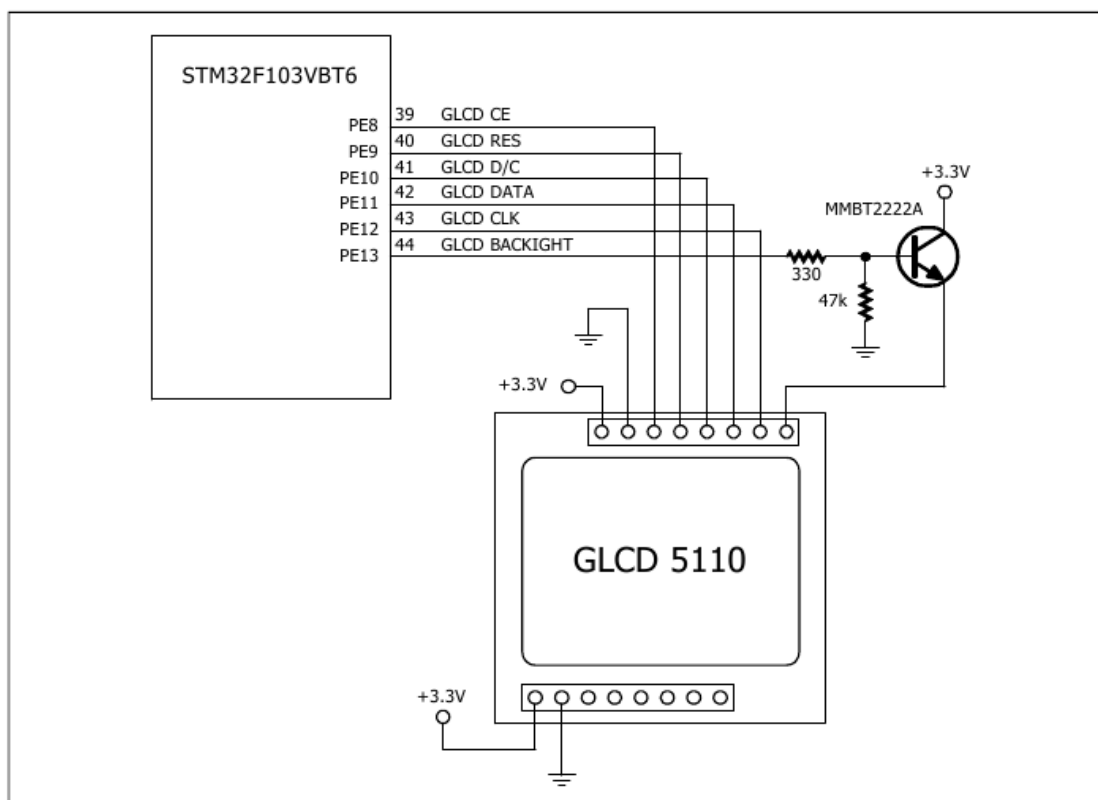 STM32F103VBT6
PE8 39 GLCD CE
PE9 40 GLCD RES
PE10 41 GLCD D/C
PE11 42 GLCD DATA
PE12 43 GLCD CLK
PE13 44 GLCD BACKIGHT
+3.3V
MMBT2222A
330
47k
+3.3V
GLCD 5110
+3.3V